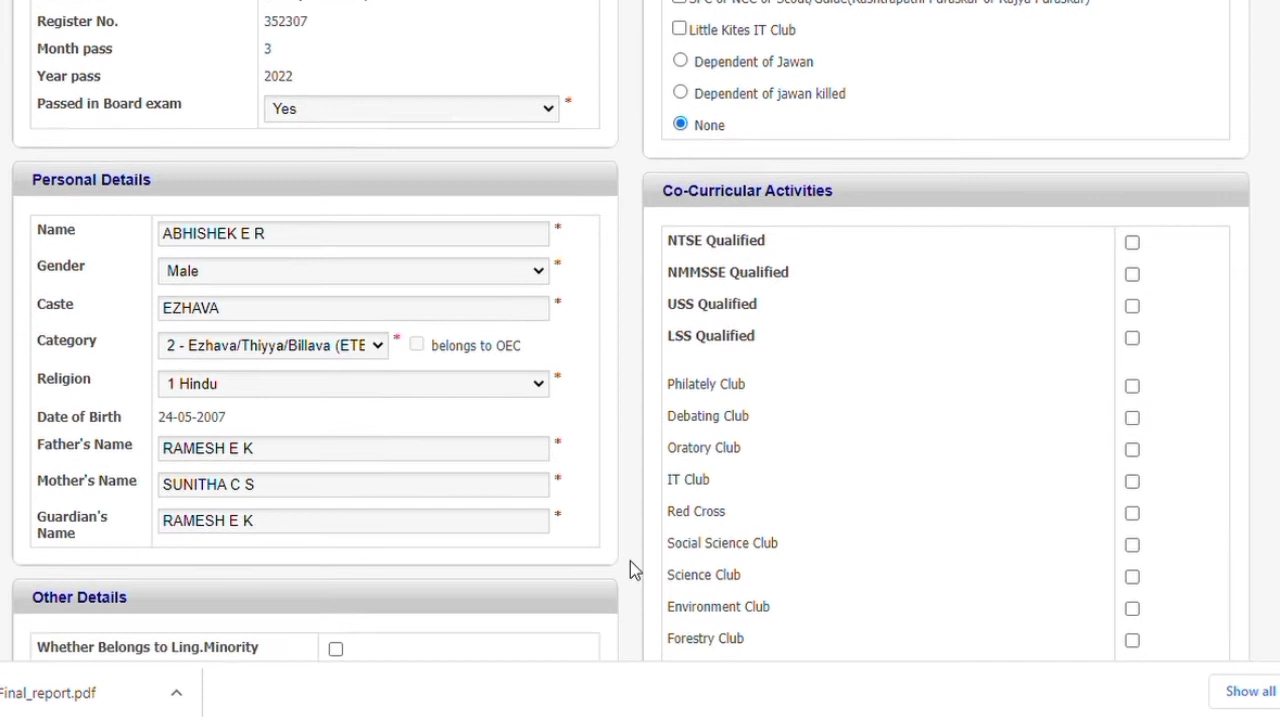 Register No. 352307
Month pass 3
Year pass 2022
Passed in Board exam Yes *
Personal Details
Name ABHISHEK E R *
Gender Male *
Caste EZHAVA *
Category 2 - Ezhava/Thiyya/Billava (ETE * belongs to OEC
Religion 1 Hindu *
Date of Birth 24-05-2007
Father's Name RAMESH E K *
Mother's Name SUNITHA C S *
Guardian's
Name RAMESH E K *
Other Details
Whether Belongs to Ling.Minority
Little Kites IT Club
Dependent of Jawan
Dependent of jawan killed
None
Co-Curricular Activities
NTSE Qualified
NMMSSE Qualified
USS Qualified
LSS Qualified
Philately Club
Debating Club
Oratory Club
IT Club
Red Cross
Social Science Club
Science Club
Environment Club
Forestry Club
Final_report.pdf
Show all